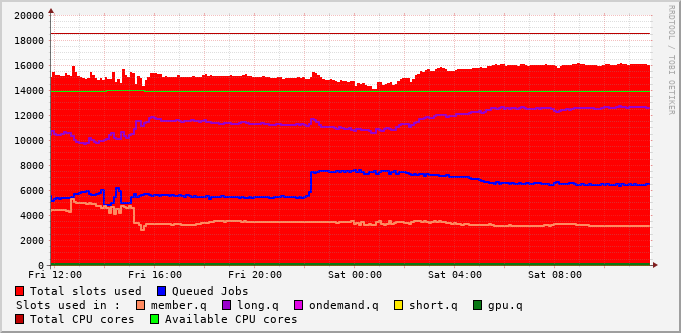 20000
18000
16000
14000
12000
10000
8000
6000
4000
2000
0
Fri 12:00 Fri 16:00 Fri 20:00 Sat 00:00 Sat 04:00 Sat 08:00
Total slots used Queued Jobs
Slots used in : member.q long.q ondemand.q short.q gpu.q
Total CPU cores Available CPU cores
RRDTOOL / TOBI OETIKER